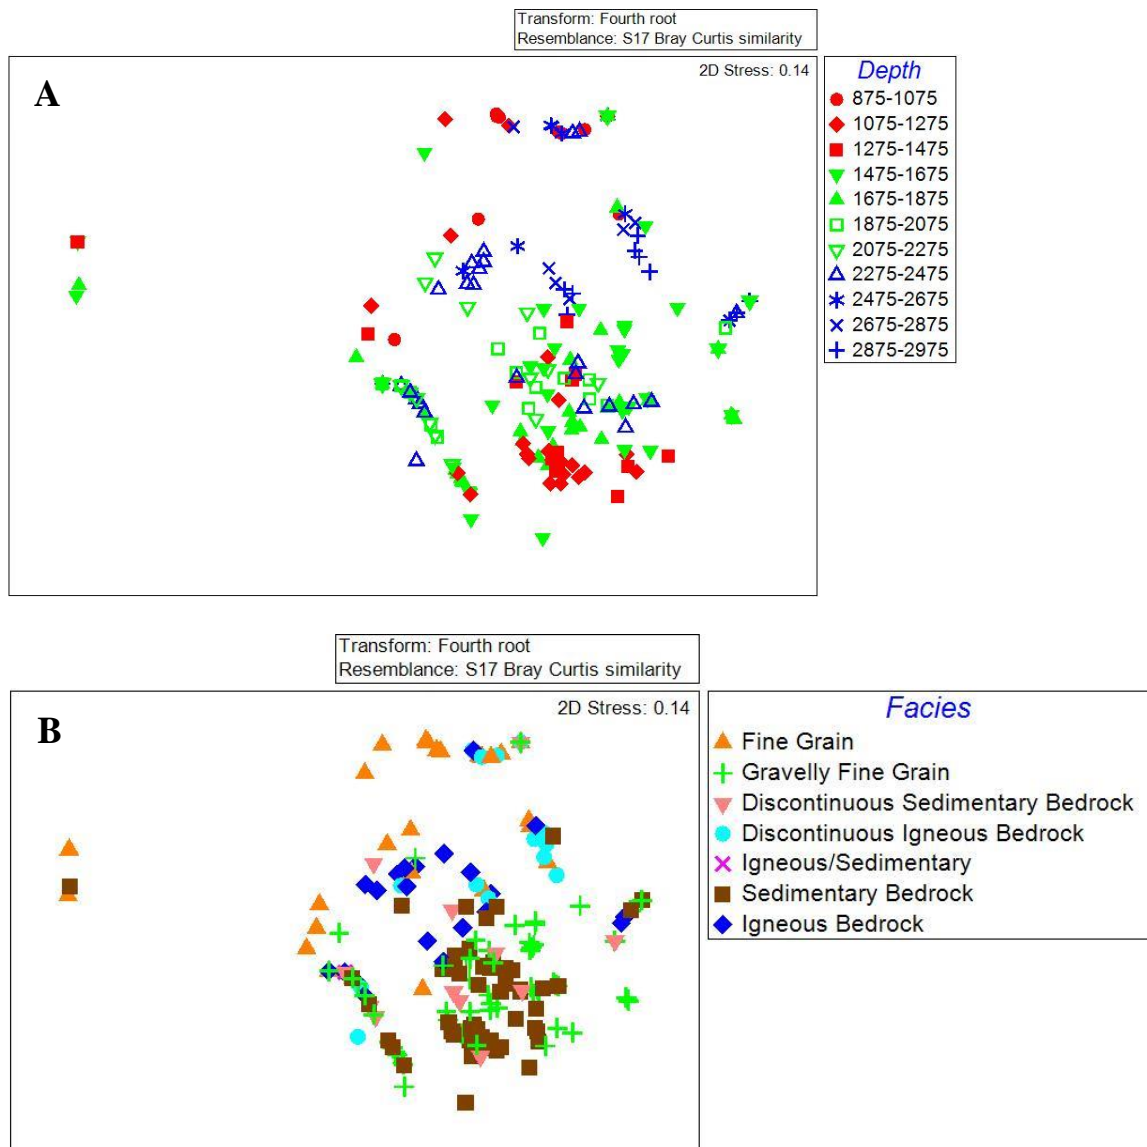 Transform: Fourth root
Resemblance: S17 Bray Curtis similarity
A
2D Stress: 0.14
Depth
875-1075
1075-1275
1275-1475
1475-1675
1675-1875
1875-2075
2075-2275
2275-2475
2475-2675
2675-2875
2875-2975
Transform: Fourth root
Resemblance: S17 Bray Curtis similarity
B
2D Stress: 0.14
Facies
Fine Grain
Gravelly Fine Grain
Discontinuous Sedimentary Bedrock
Discontinuous Igneous Bedrock
Igneous/Sedimentary
Sedimentary Bedrock
Igneous Bedrock